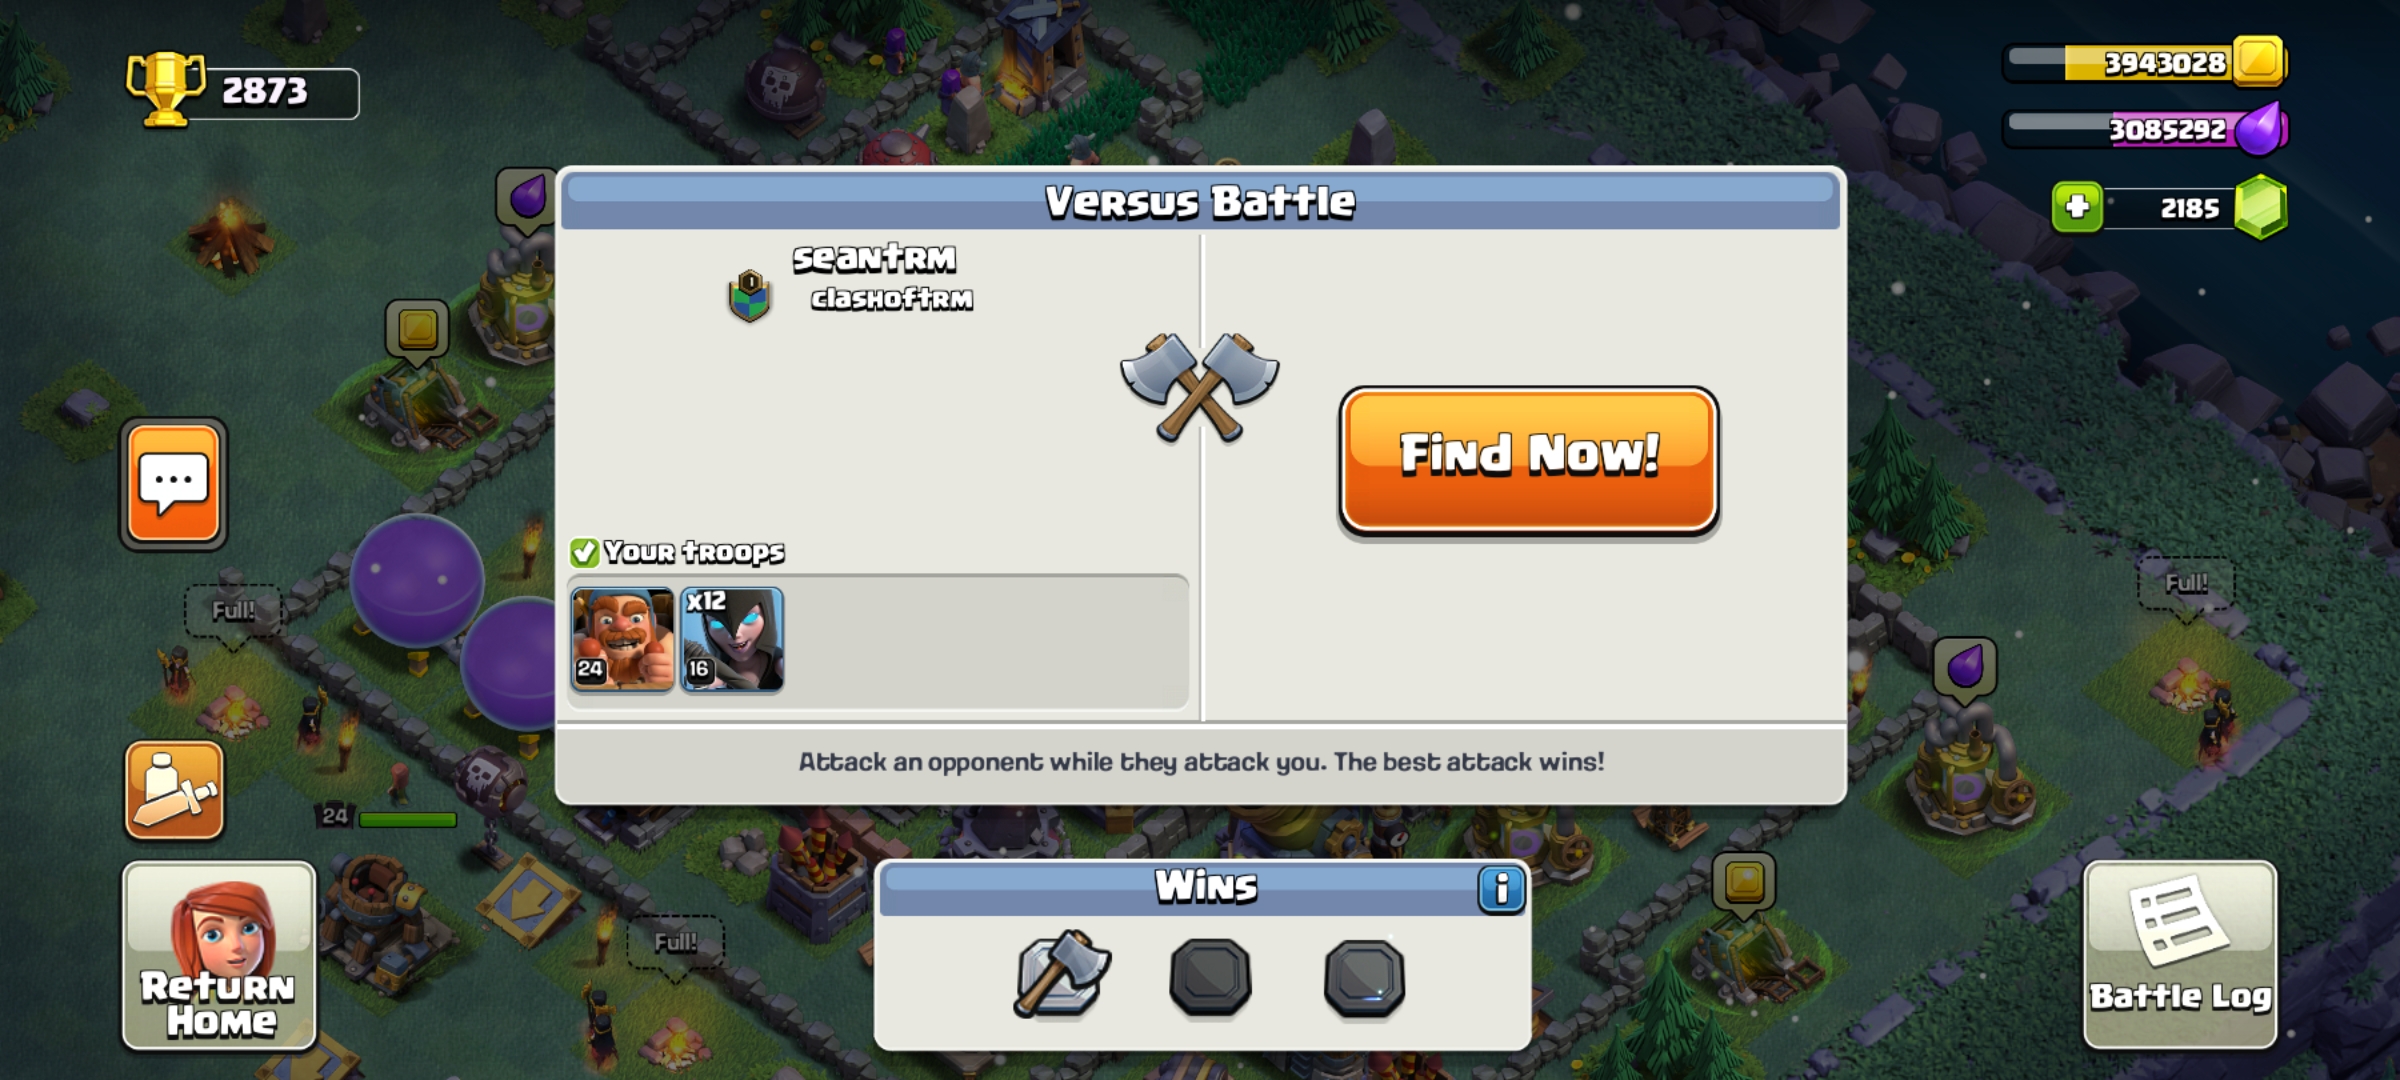 2873
3943028
3085292
2185
Versus Battle
seantrm
1
clashoftrm
Find Now!
Your troops
24
x12
16
Attack an opponent while they attack you. The best attack wins!
Full!
Full!
24
Full!
Wins
i
Return
Home
Battle Log